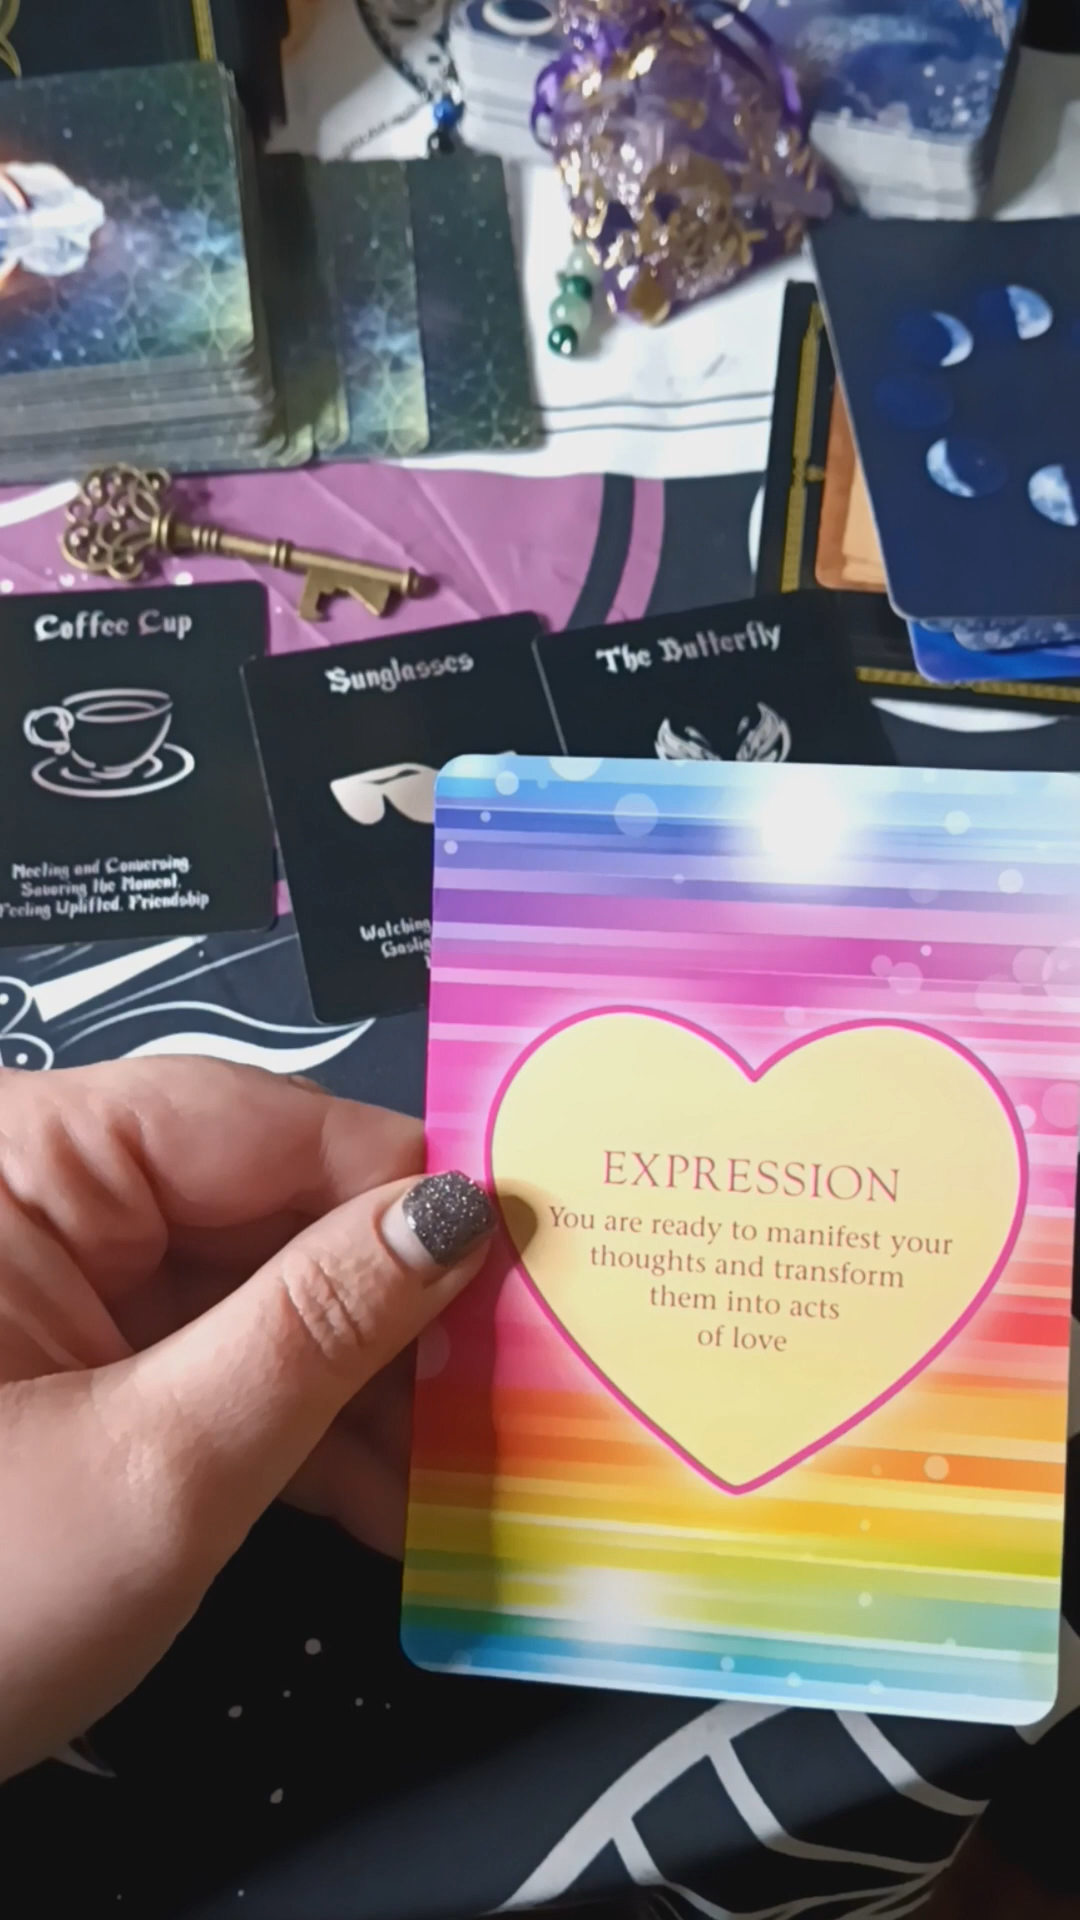 Coffee Cup
Meeting and Conversing.
Savoring the Moment.
Feeling Uplifted. Friendship
Sunglasses
Watching
The Butterfly
EXPRESSION
You are ready to manifest your
thoughts and transform
them into acts
of love